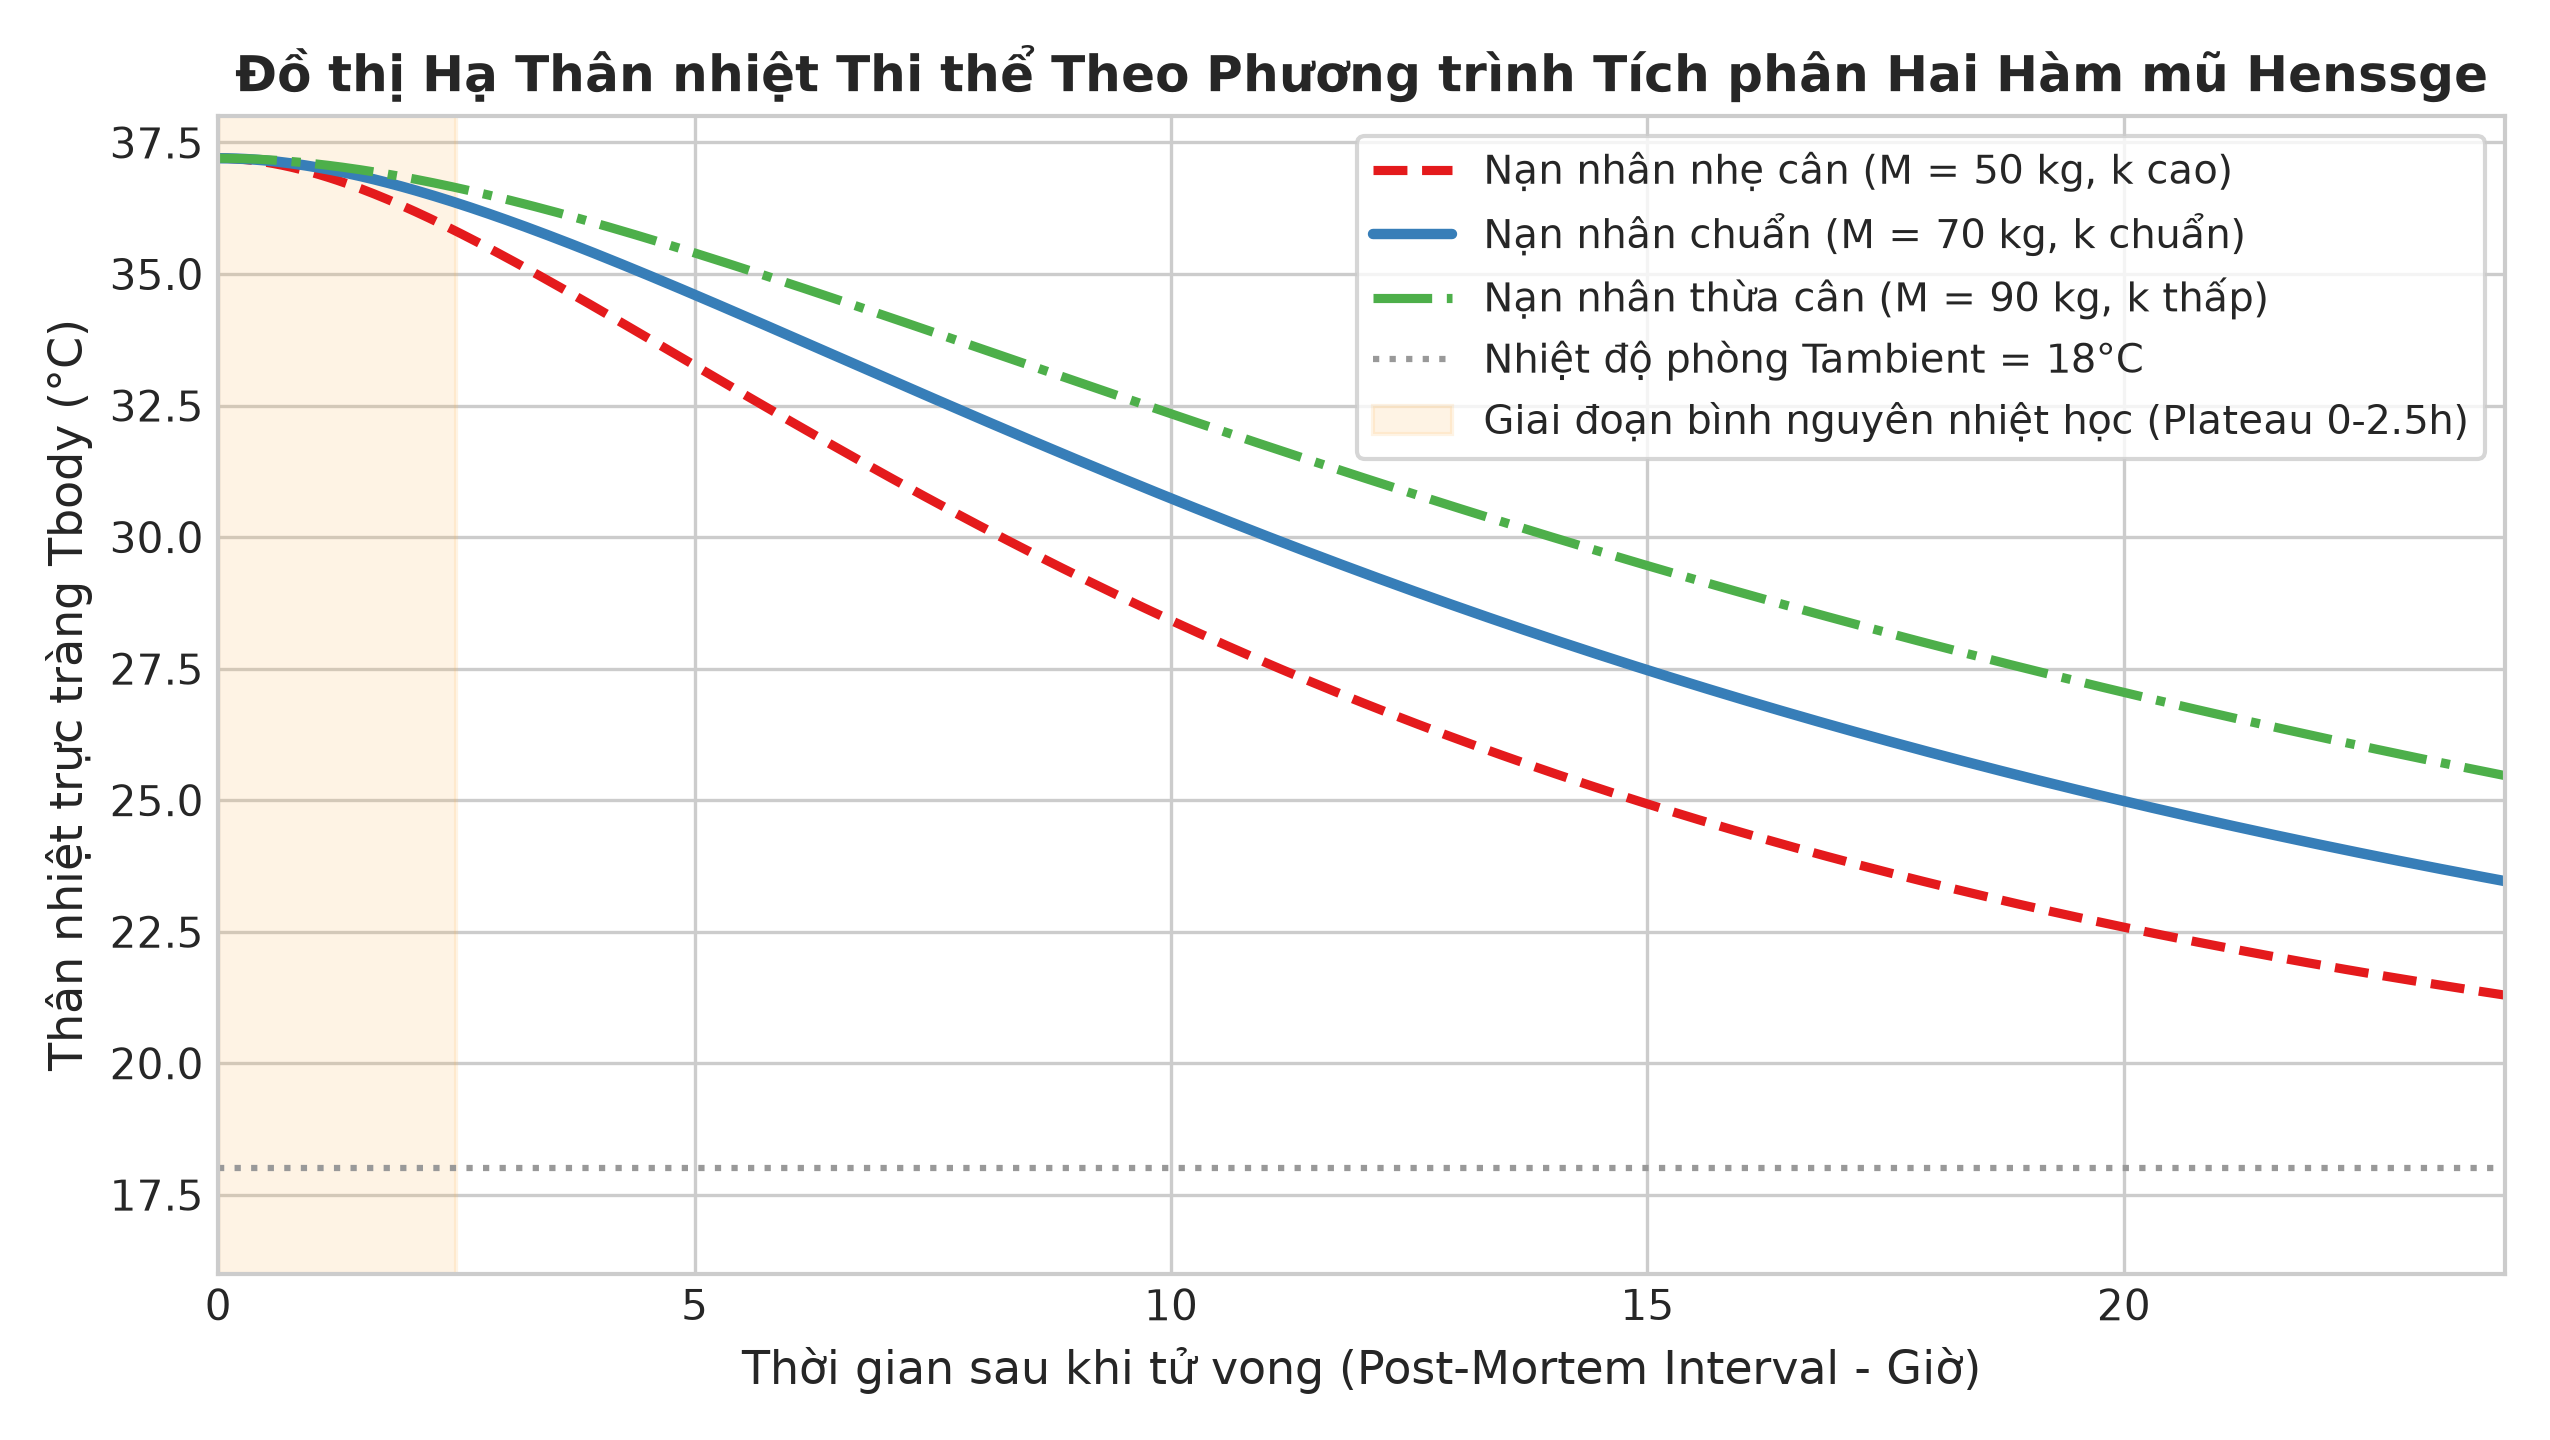 Đồ thị Hạ Thân nhiệt Thi thể Theo Phương trình Tích phân Hai Hàm mũ Henssge
Thân nhiệt trực tràng Tbody (°C)
37.5
35.0
32.5
30.0
27.5
25.0
22.5
20.0
17.5
Nạn nhân nhẹ cân (M = 50 kg, k cao)
Nạn nhân chuẩn (M = 70 kg, k chuẩn)
Nạn nhân thừa cân (M = 90 kg, k thấp)
Nhiệt độ phòng Tambient = 18°C
Giai đoạn bình nguyên nhiệt học (Plateau 0-2.5h)
0 5 10 15 20
Thời gian sau khi tử vong (Post-Mortem Interval - Giờ)